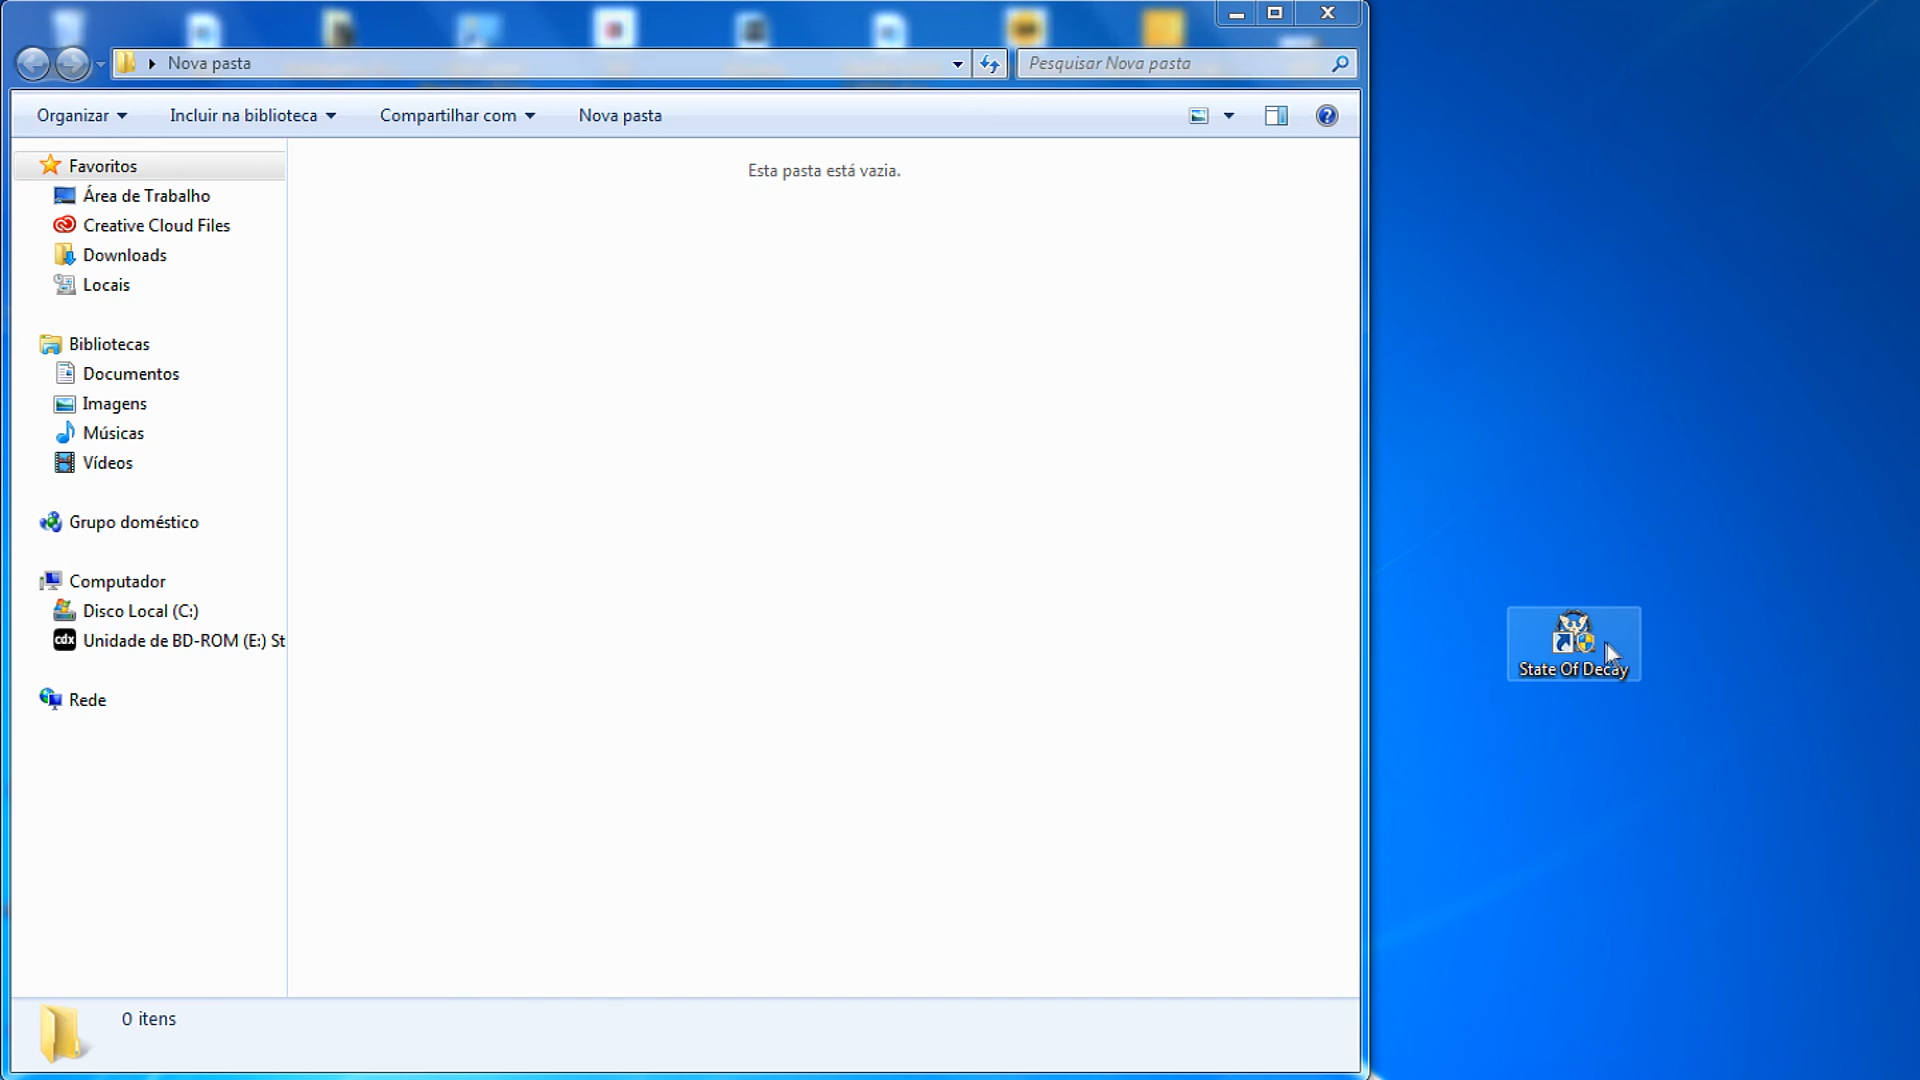 Nova pasta
Pesquisar Nova pasta
Organizar
Incluir na biblioteca
Compartilhar com
Nova pasta
Favoritos
Área de Trabalho
Creative Cloud Files
Downloads
Locais
Bibliotecas
Documentos
Imagens
Músicas
Vídeos
Grupo doméstico
Computador
Disco Local (C:)
cdx
Unidade de BD-ROM (E:) St
Rede
Esta pasta está vazia.
State Of Decay
0 itens